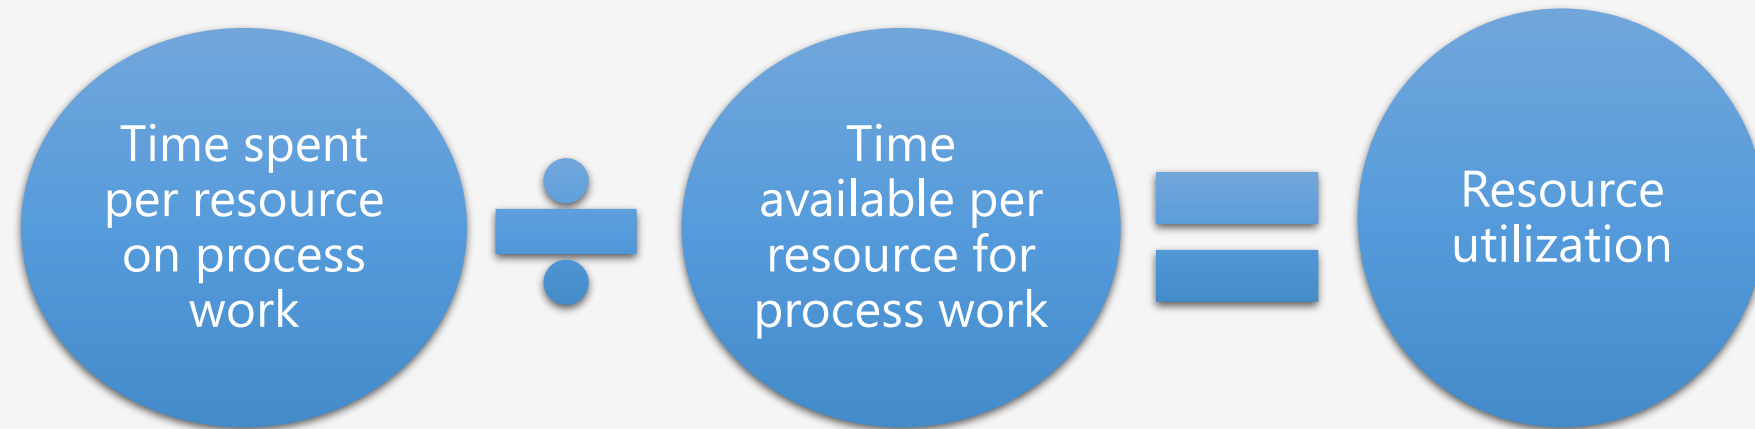 Time spent
per resource
on process
work
÷
Time
available per
resource for
process work
=
Resource
utilization